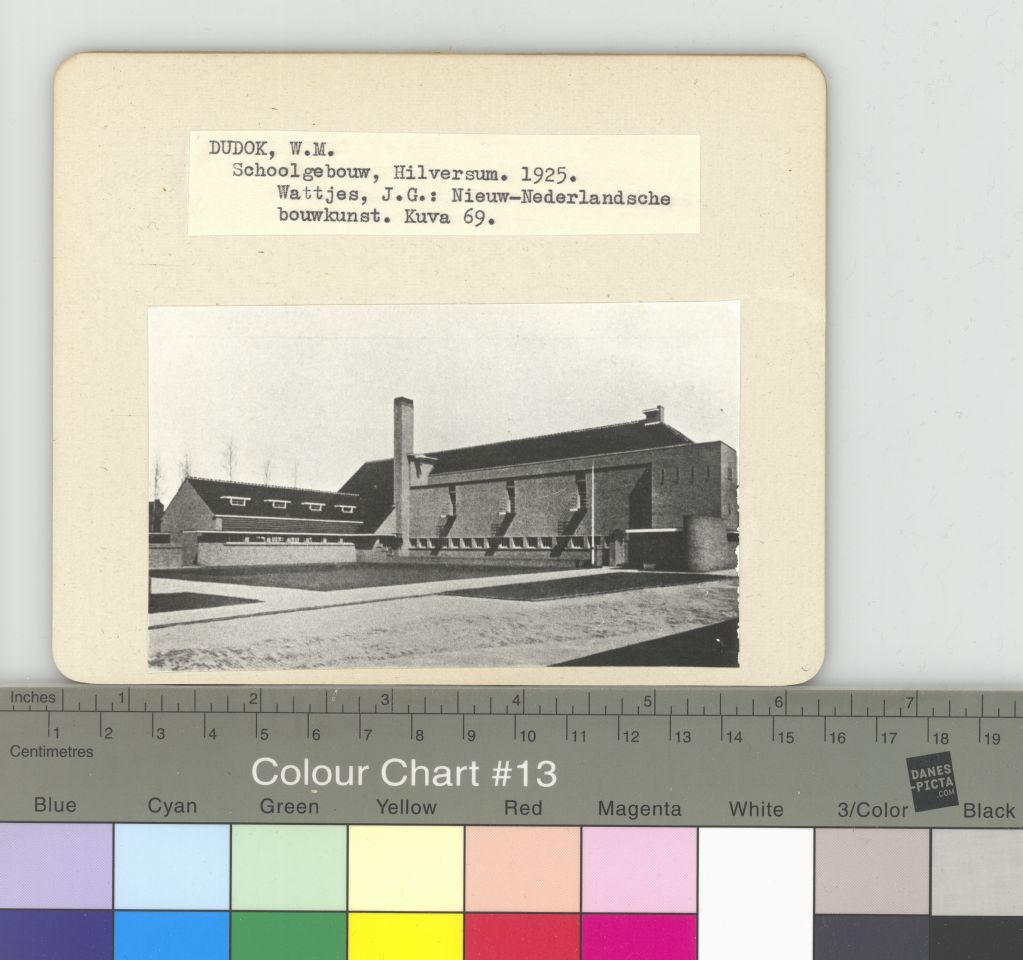 DUDOK, W.M.
Schoolgebouw, Hilversum. 1925.
Wattjes, J.G.: Nieuw-Nederlandsche
bouwkunst. Kuva 69.
Inches 1 2 3 4 5 6 7
1 2 3 4 5 6 7 8 9 10 11 12 13 14 15 16 17 18 19
Centimetres
Colour Chart #13
DANES
-PICTA
.COM
Blue Cyan Green Yellow Red Magenta White 3/Color Black